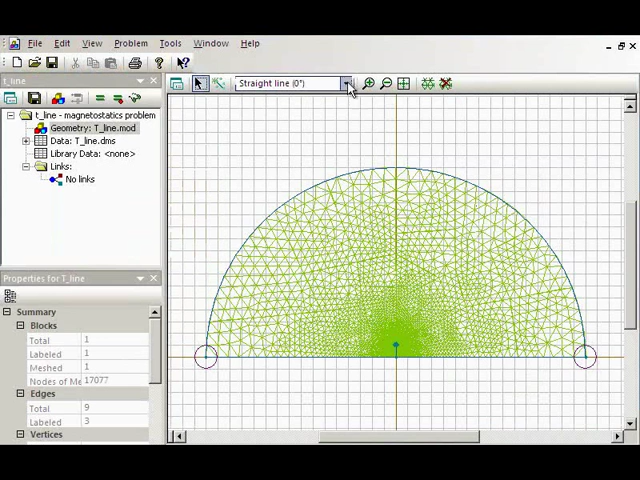 File Edit View Problem Tools Window Help
t_line
Straight line (0°)
t_line - magnetostatics problem
Geometry: T_line.mod
Data: T_line.dms
Library Data: <none>
Links:
No links
Properties for T_line
Summary
Blocks
Total 1
Labeled 1
Meshed 1
Nodes of Me 17077
Edges
Total 9
Labeled 3
Vertices